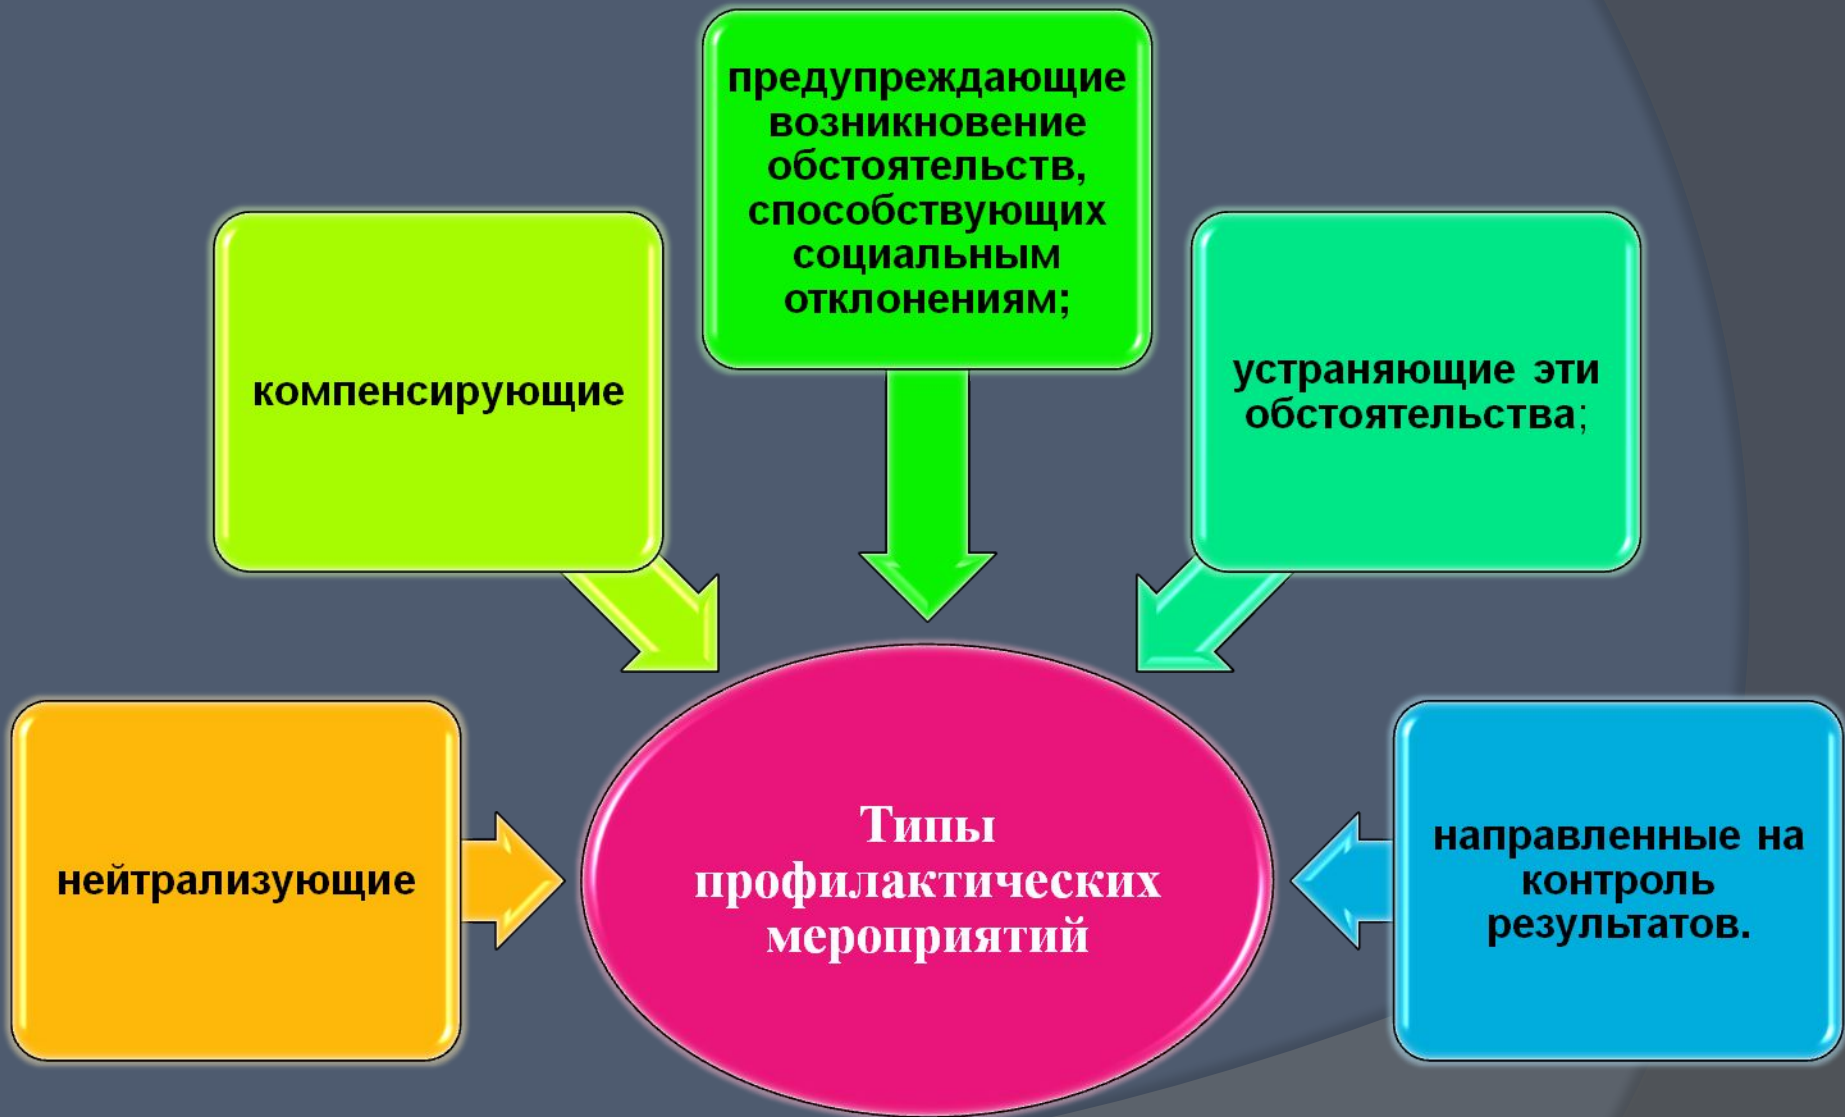 предупреждающие
возникновение
обстоятельств,
способствующих
социальным
отклонениям;
компенсирующие
устраняющие эти
обстоятельства;
нейтрализующие
Типы
профилактических
мероприятий
направленные на
контроль
результатов.